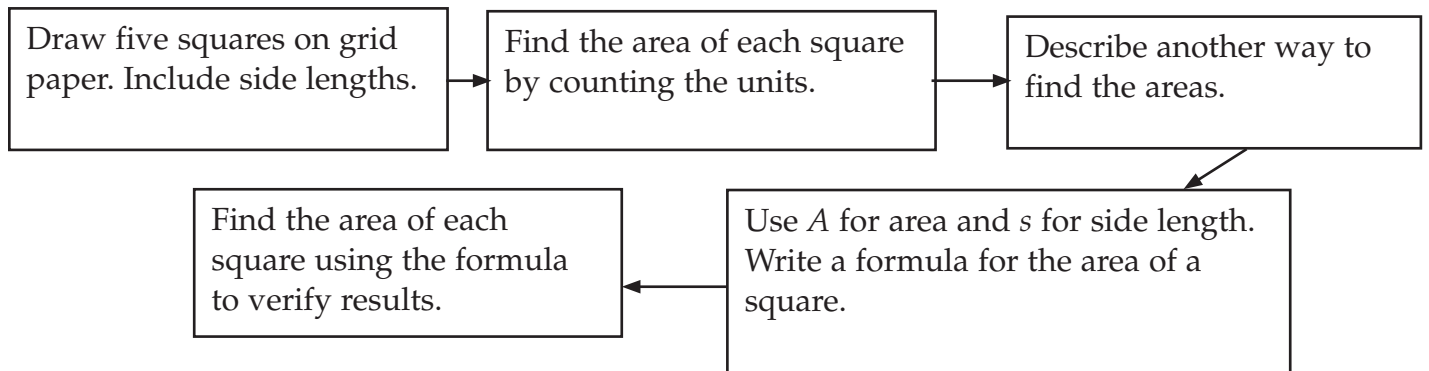 Draw five squares on grid
paper. Include side lengths.
Find the area of each square
by counting the units.
Describe another way to
find the areas.
Use A for area and s for side length.
Write a formula for the area of a
square.
Find the area of each
square using the formula
to verify results.